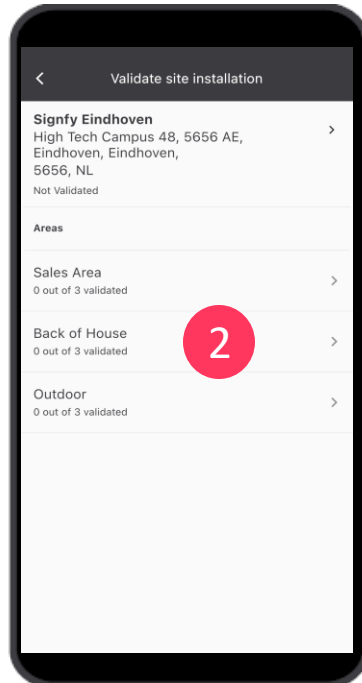 Validate site installation
Signfy Eindhoven
High Tech Campus 48, 5656 AE,
Eindhoven, Eindhoven,
5656, NL
Not Validated
Areas
Sales Area
0 out of 3 validated
Back of House
0 out of 3 validated
2
Outdoor
0 out of 3 validated